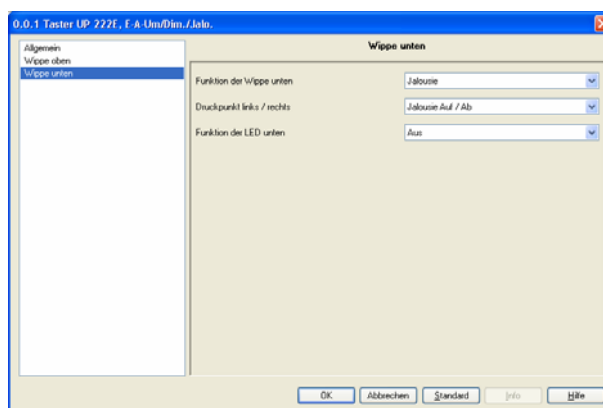 0.0.1 Taster UP 222E, E-A-Um/Dim./Jalo.
Allgemein
Wippe oben
Wippe unten
Wippe unten
Funktion der Wippe unten
Jalousie
Druckpunkt links / rechts
Jalousie Auf / Ab
Funktion der LED unten
Aus
OK
Abbrechen
Standard
Info
Hilfe